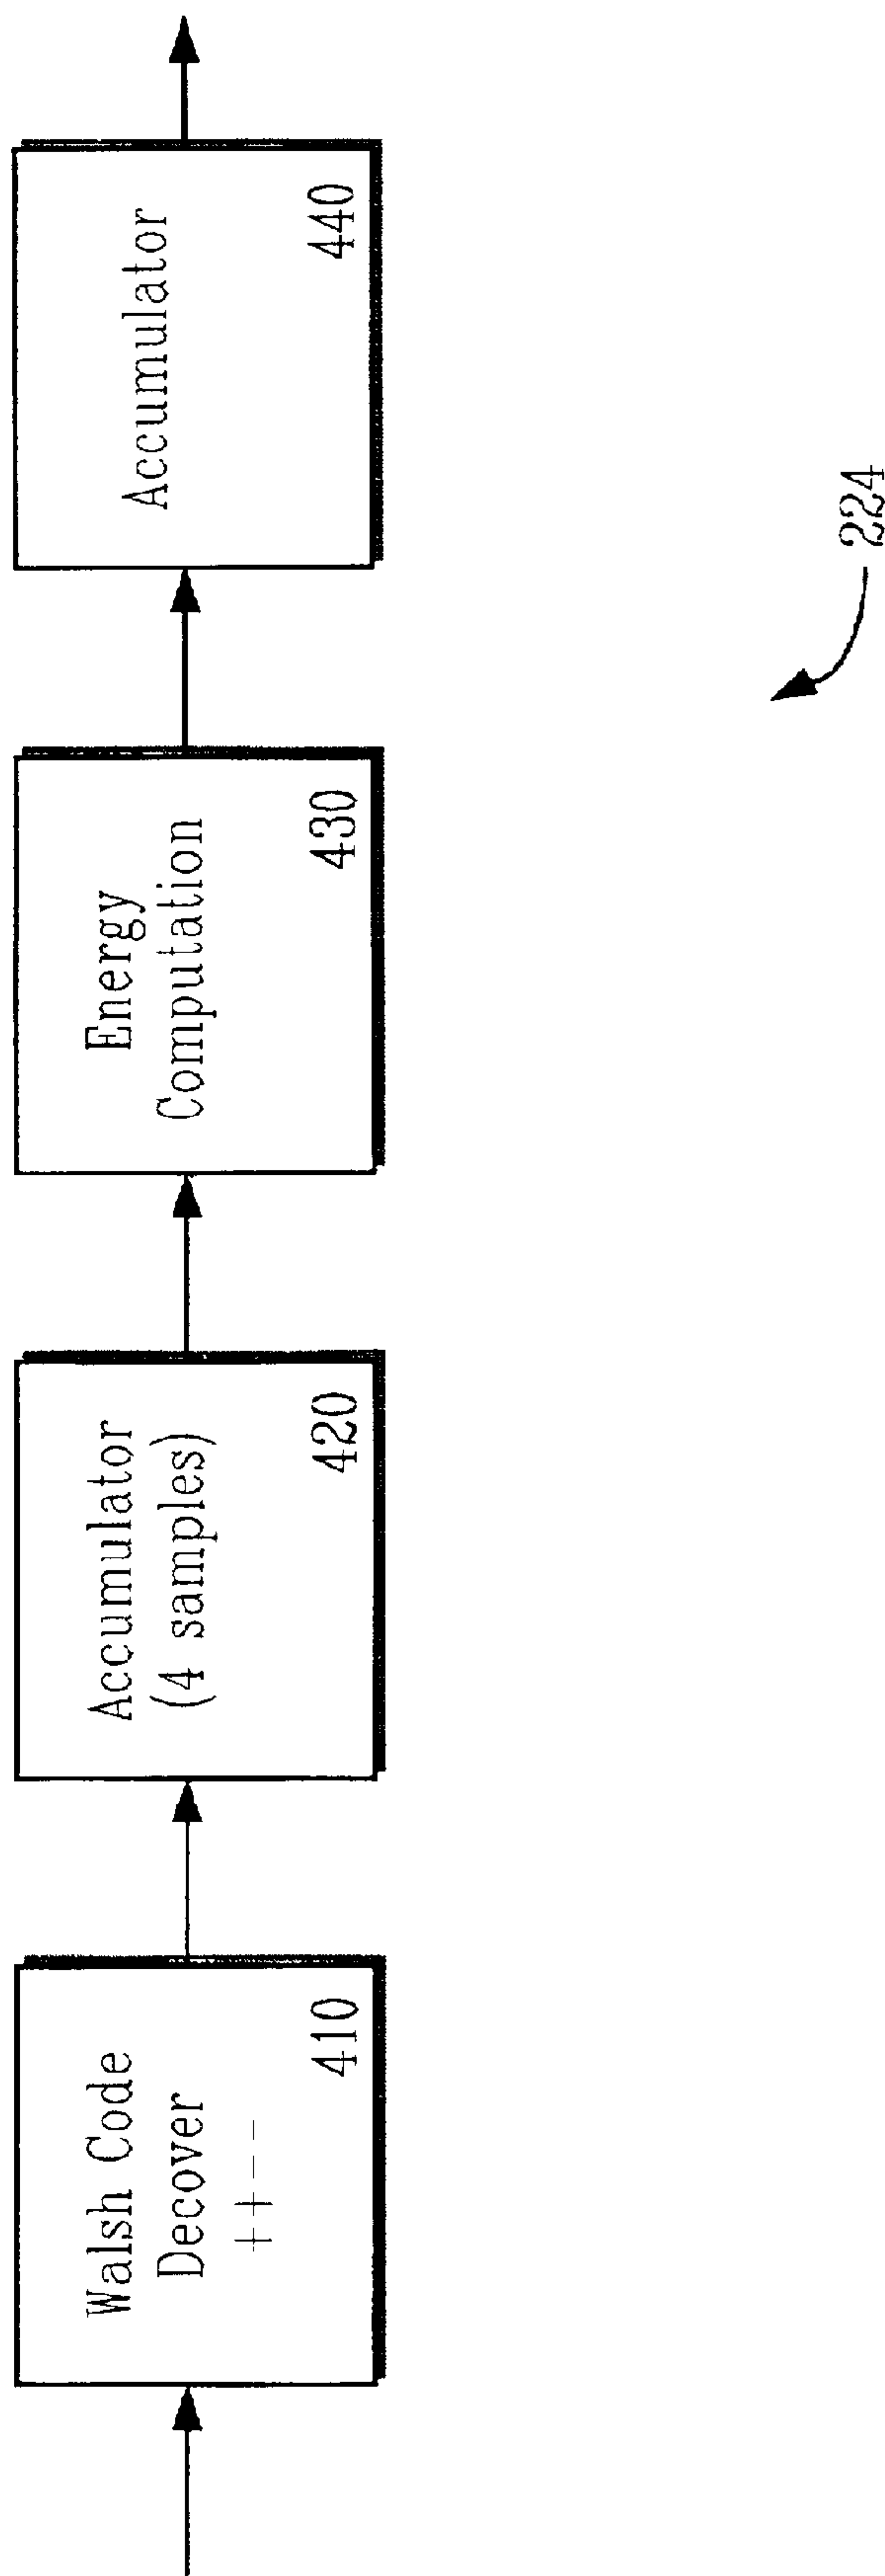 Walsh Code
Decover
++--
410
Accumulator
(4 samples)
420
Energy
Computation
430
Accumulator
440
224